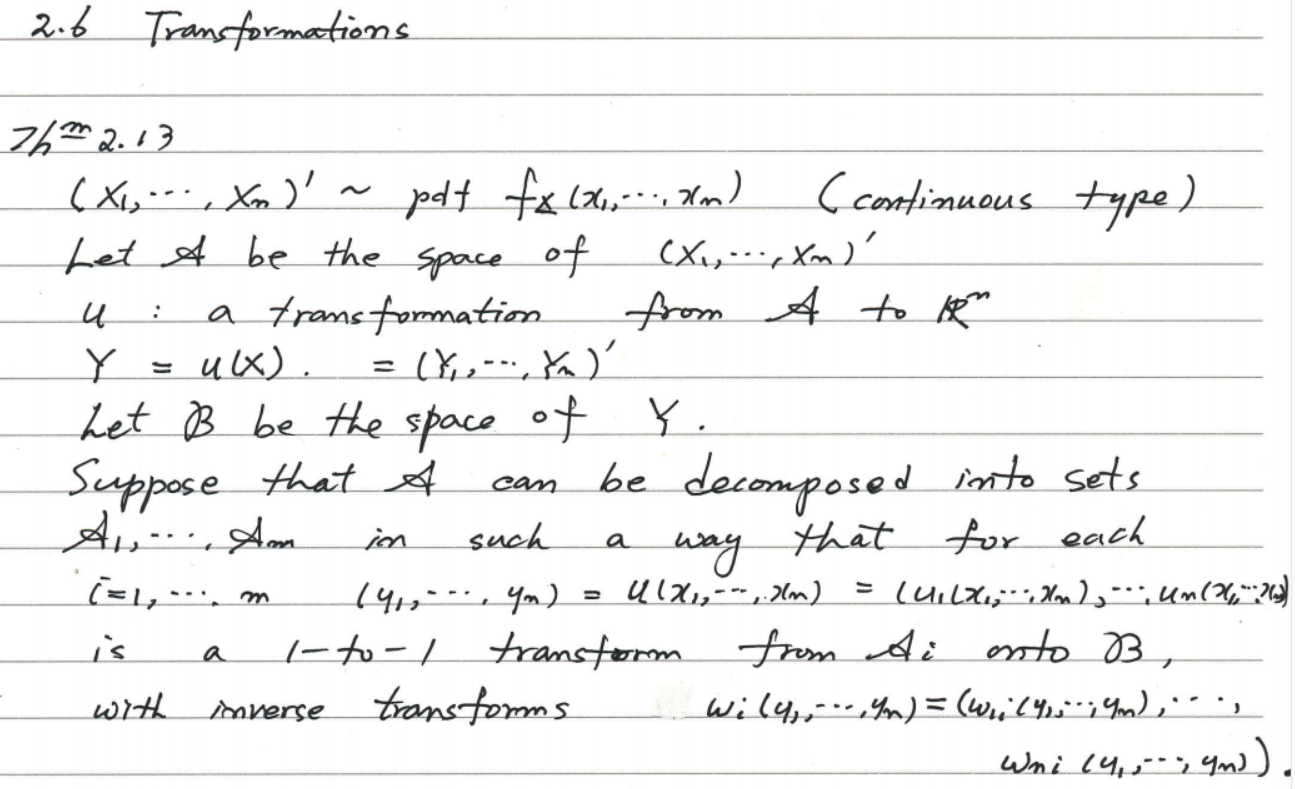 2.6 Transformations
Thm 2.13
(X1, ..., Xn)' ~ pdf fX(x1, ..., xn) (continuous type)
Let A be the space of (X1, ..., Xn)'
u : a transformation from A to ℝⁿ
Y = u(X). = (Y1, ..., Yn)'
Let B be the space of Y.
Suppose that A can be decomposed into sets
A1, ..., Am in such a way that for each
i=1, ..., m (y1, ..., yn) = u(x1, ..., xn) = (u1(x1, ..., xn), ..., un(x1, ..., xn))
is a 1-to-1 transform from Ai onto B,
with inverse transforms wi(y1, ..., yn) = (w1i(y1, ..., yn), ...,
wni(y1, ..., yn)).